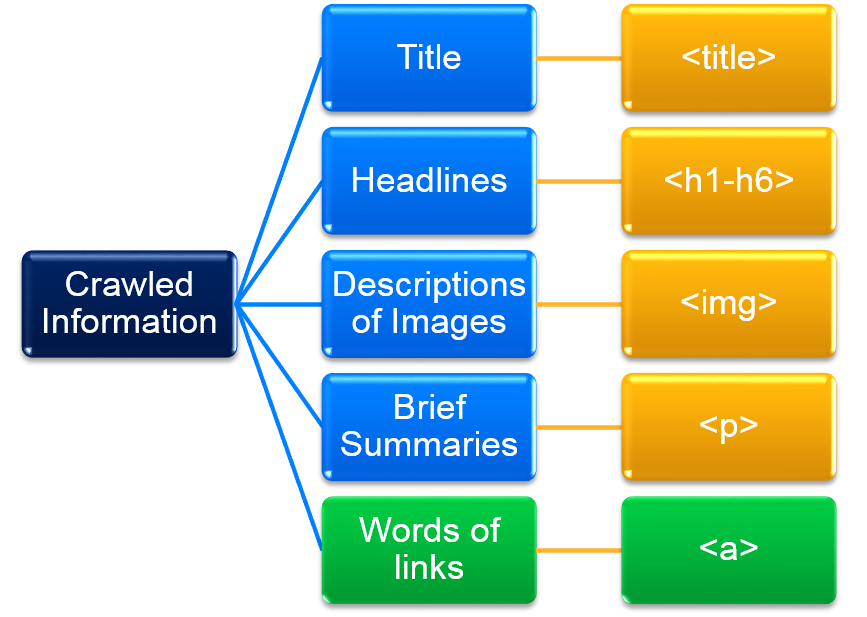 Title
<title>
Headlines
<h1-h6>
Crawled
Information
Descriptions
of Images
<img>
Brief
Summaries
<p>
Words of
links
<a>